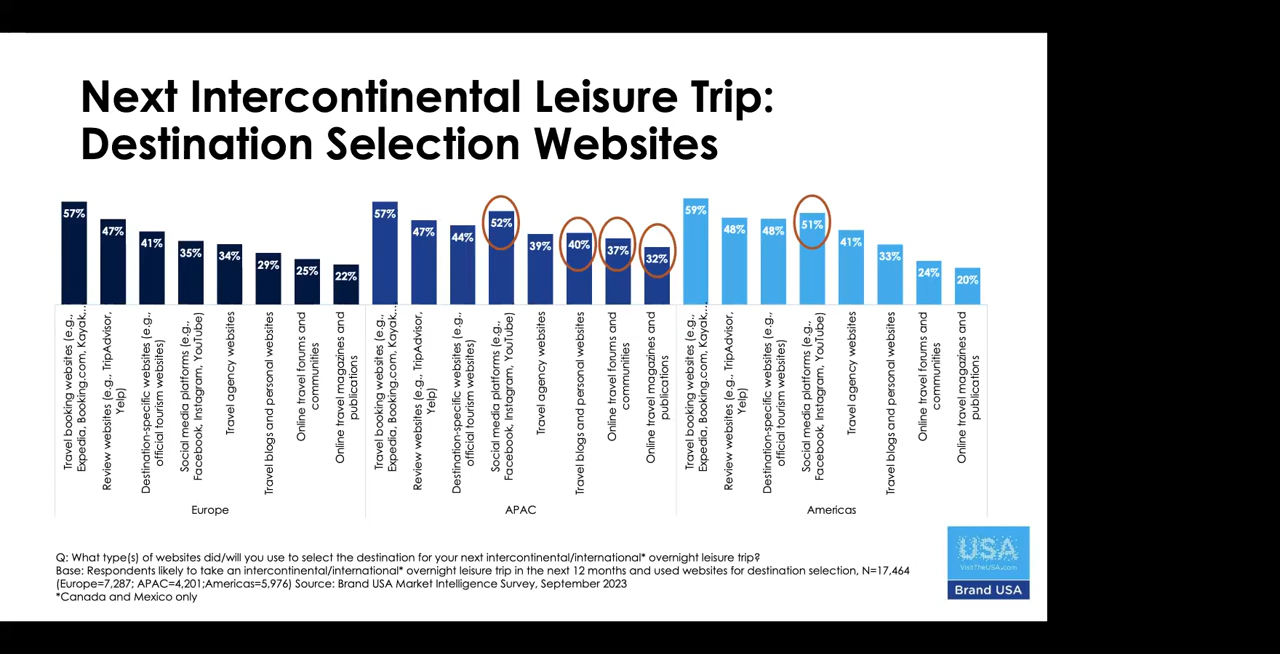 Next Intercontinental Leisure Trip:
Destination Selection Websites
57%
47%
41%
35%
34%
29%
25%
22%
57%
47%
44%
52%
39%
40%
37%
32%
59%
48%
48%
51%
41%
33%
24%
20%
Travel booking websites (e.g.,
Expedia, Booking.com, Kayak...
Review websites (e.g., TripAdvisor,
Yelp)
Destination-specific websites (e.g.,
official tourism websites)
Social media platforms (e.g.,
Facebook, Instagram, YouTube)
Travel agency websites
Travel blogs and personal websites
Online travel forums and
communities
Online travel magazines and
publications
Travel booking websites (e.g.,
Expedia, Booking.com, Kayak...
Review websites (e.g., TripAdvisor,
Yelp)
Destination-specific websites (e.g.,
official tourism websites)
Social media platforms (e.g.,
Facebook, Instagram, YouTube)
Travel agency websites
Travel blogs and personal websites
Online travel forums and
communities
Online travel magazines and
publications
Travel booking websites (e.g.,
Expedia, Booking.com, Kayak...
Review websites (e.g., TripAdvisor,
Yelp)
Destination-specific websites (e.g.,
official tourism websites)
Social media platforms (e.g.,
Facebook, Instagram, YouTube)
Travel agency websites
Travel blogs and personal websites
Online travel forums and
communities
Online travel magazines and
publications
Europe
APAC
Americas
Q: What type(s) of websites did/will you use to select the destination for your next intercontinental/international* overnight leisure trip?
Base: Respondents likely to take an intercontinental/international* overnight leisure trip in the next 12 months and used websites for destination selection, N=17,464
(Europe=7,287; APAC=4,201;Americas=5,976) Source: Brand USA Market Intelligence Survey, September 2023
*Canada and Mexico only
USA
VisitTheUSA.com
Brand USA